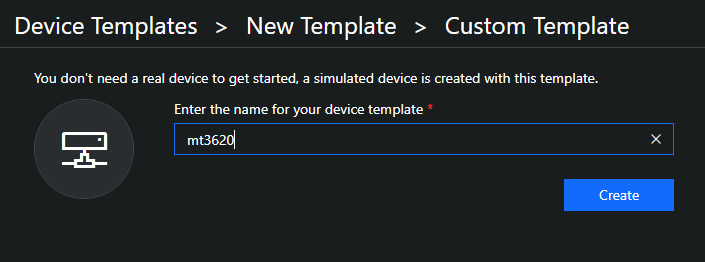 Device Templates > New Template > Custom Template
You don't need a real device to get started, a simulated device is created with this template.
Enter the name for your device template *
mt3620
Create